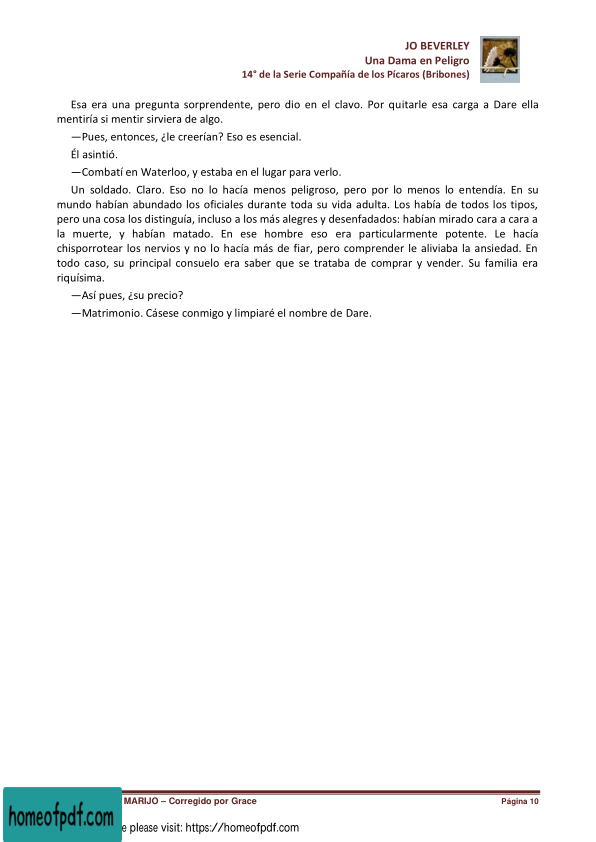 JO BEVERLEY
Una Dama en Peligro
14° de la Serie Compañía de los Pícaros (Bribones)
Esa era una pregunta sorprendente, pero dio en el clavo. Por quitarle esa carga a Dare ella
mentiría si mentir sirviera de algo.
—Pues, entonces, ¿le creerían? Eso es esencial.
Él asintió.
—Combatí en Waterloo, y estaba en el lugar para verlo.
Un soldado. Claro. Eso no lo hacía menos peligroso, pero por lo menos lo entendía. En su
mundo habían abundado los oficiales durante toda su vida adulta. Los había de todos los tipos,
pero una cosa los distinguía, incluso a los más alegres y desenfadados: habían mirado cara a cara a
la muerte, y habían matado. En ese hombre eso era particularmente potente. Le hacía
chisporrotear los nervios y no lo hacía más de fiar, pero comprender le aliviaba la ansiedad. En
todo caso, su principal consuelo era saber que se trataba de comprar y vender. Su familia era
riquísima.
—Así pues, ¿su precio?
—Matrimonio. Cásese conmigo y limpiaré el nombre de Dare.
MARIJO – Corregido por Grace
Página 10
homeofpdf.com
e please visit: https://homeofpdf.com